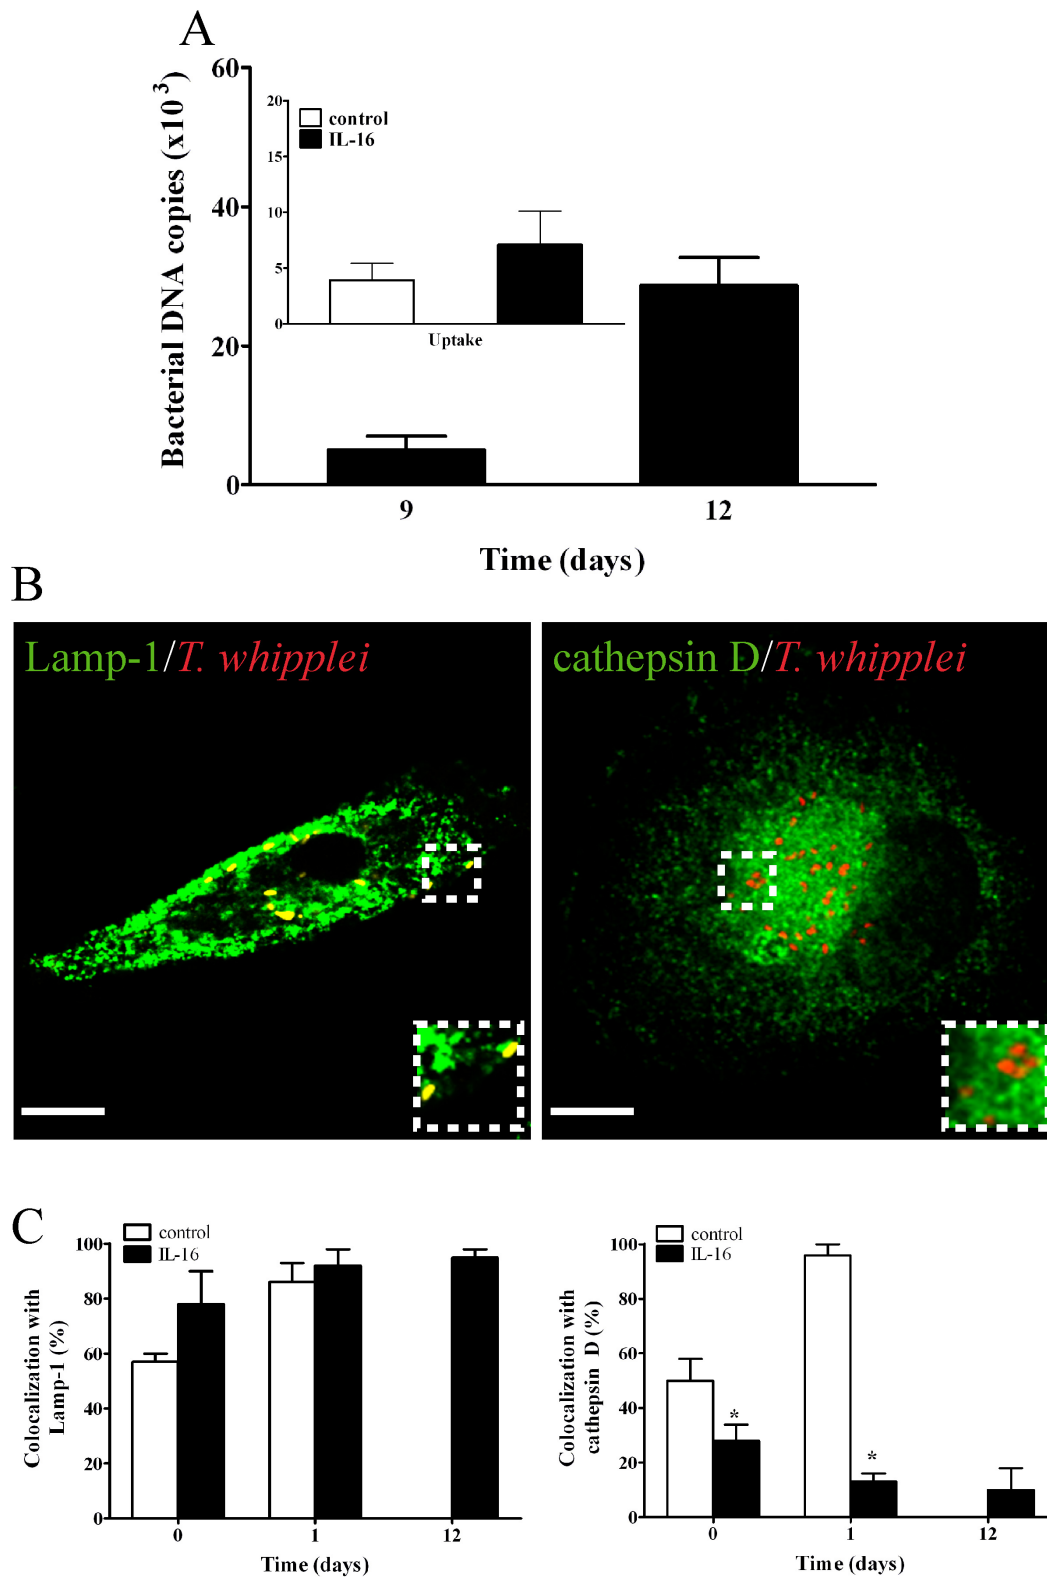 A
Bacterial DNA copies (x10³)
60
40
20
0
20
15
10
5
0
control
IL-16
Uptake
9
12
Time (days)
B
Lamp-1/T. whipplei
cathepsin D/T. whipplei
C
Colocalization with
Lamp-1 (%)
100
80
60
40
20
0
control
IL-16
0
1
12
Time (days)
Colocalization with
cathepsin D (%)
100
80
60
40
20
0
control
IL-16
*
*
0
1
12
Time (days)